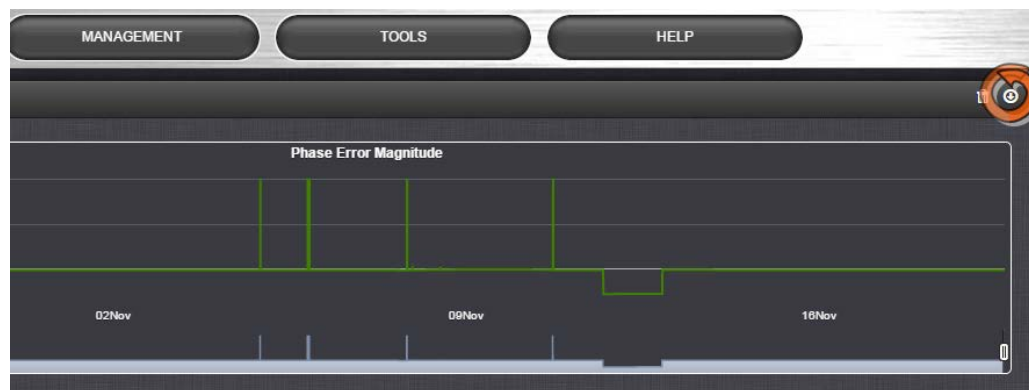 MANAGEMENT
TOOLS
HELP
Phase Error Magnitude
02Nov
09Nov
16Nov